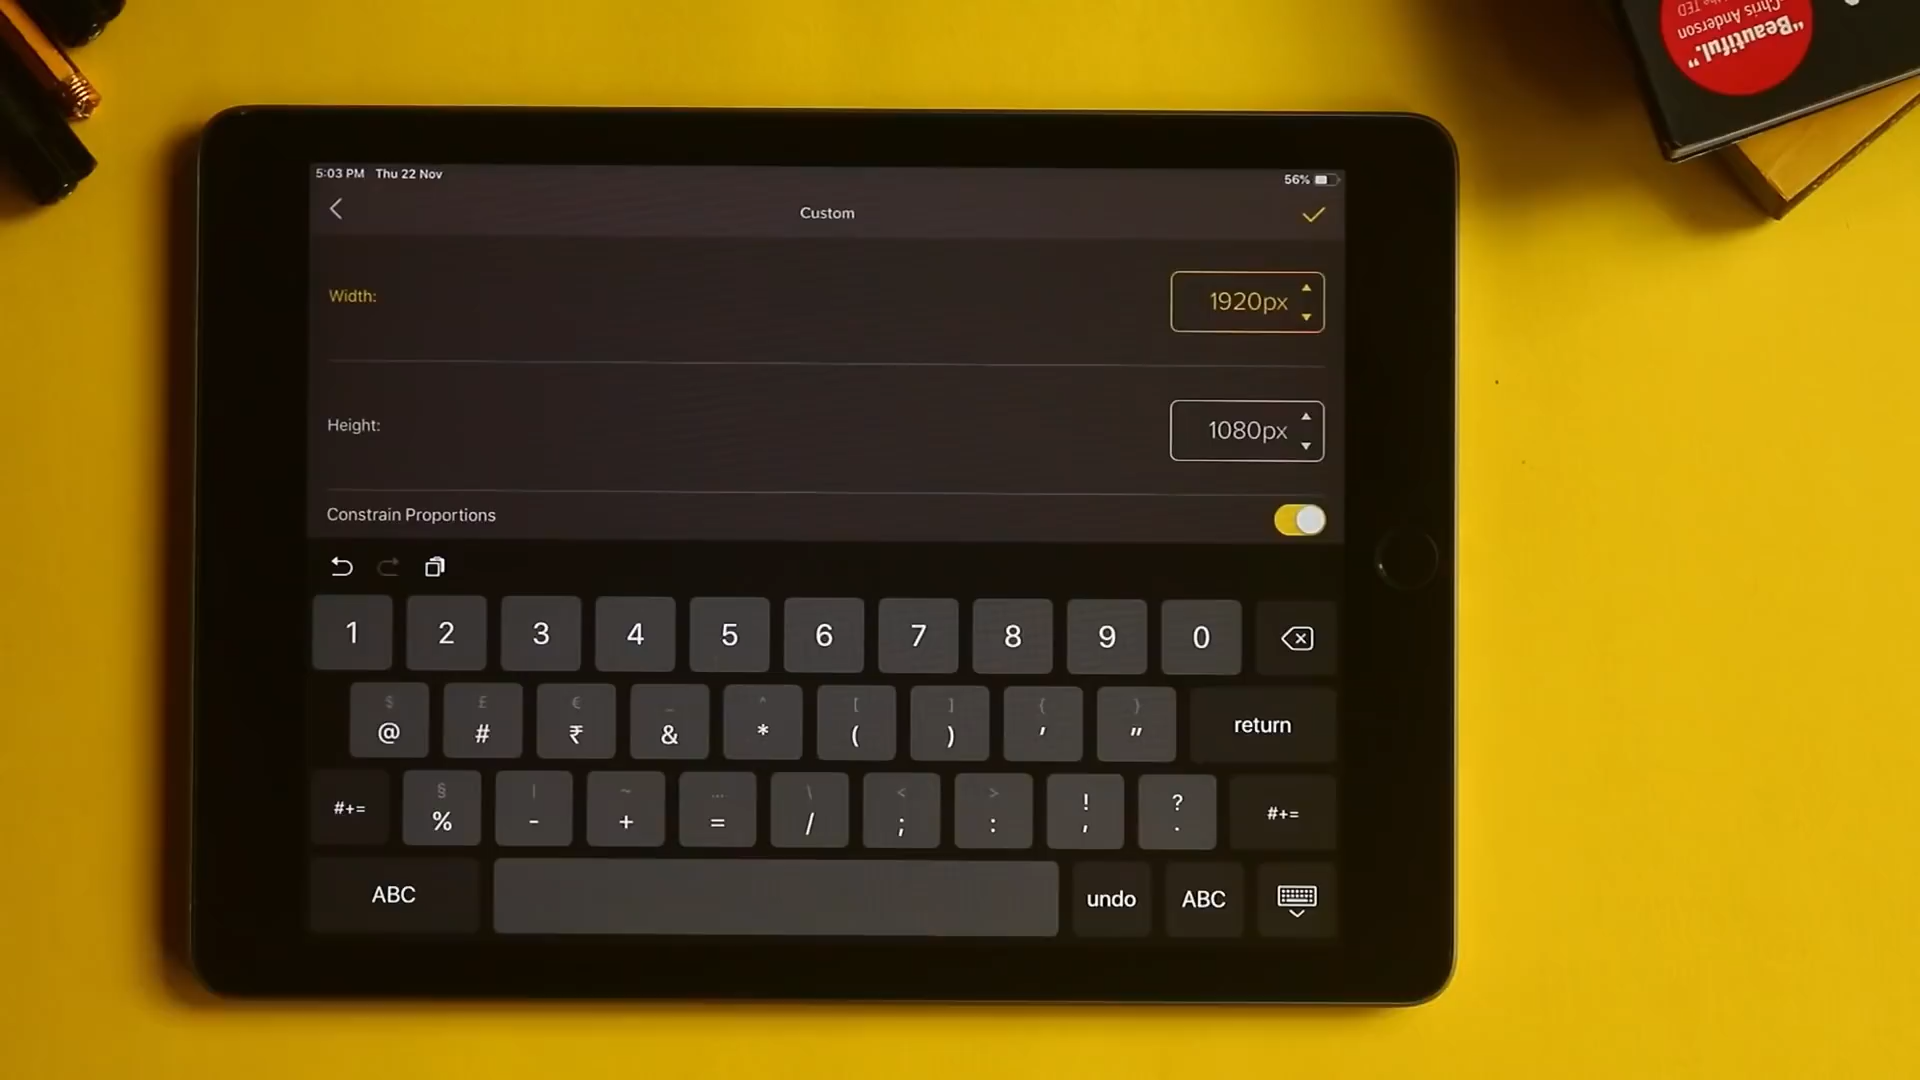 "Beautiful."
Chris Anderson
TED
5:03 PM Thu 22 Nov
56%
Custom
Width:
1920px
Height:
1080px
Constrain Proportions
1 2 3 4 5 6 7 8 9 0
$ £ € _ ^ [ ] { }
@ # ₹ & * ( ) ' "
return
§ | ~ … \ < > ! ?
#+= % - + = / ; : , . #+=
ABC undo ABC